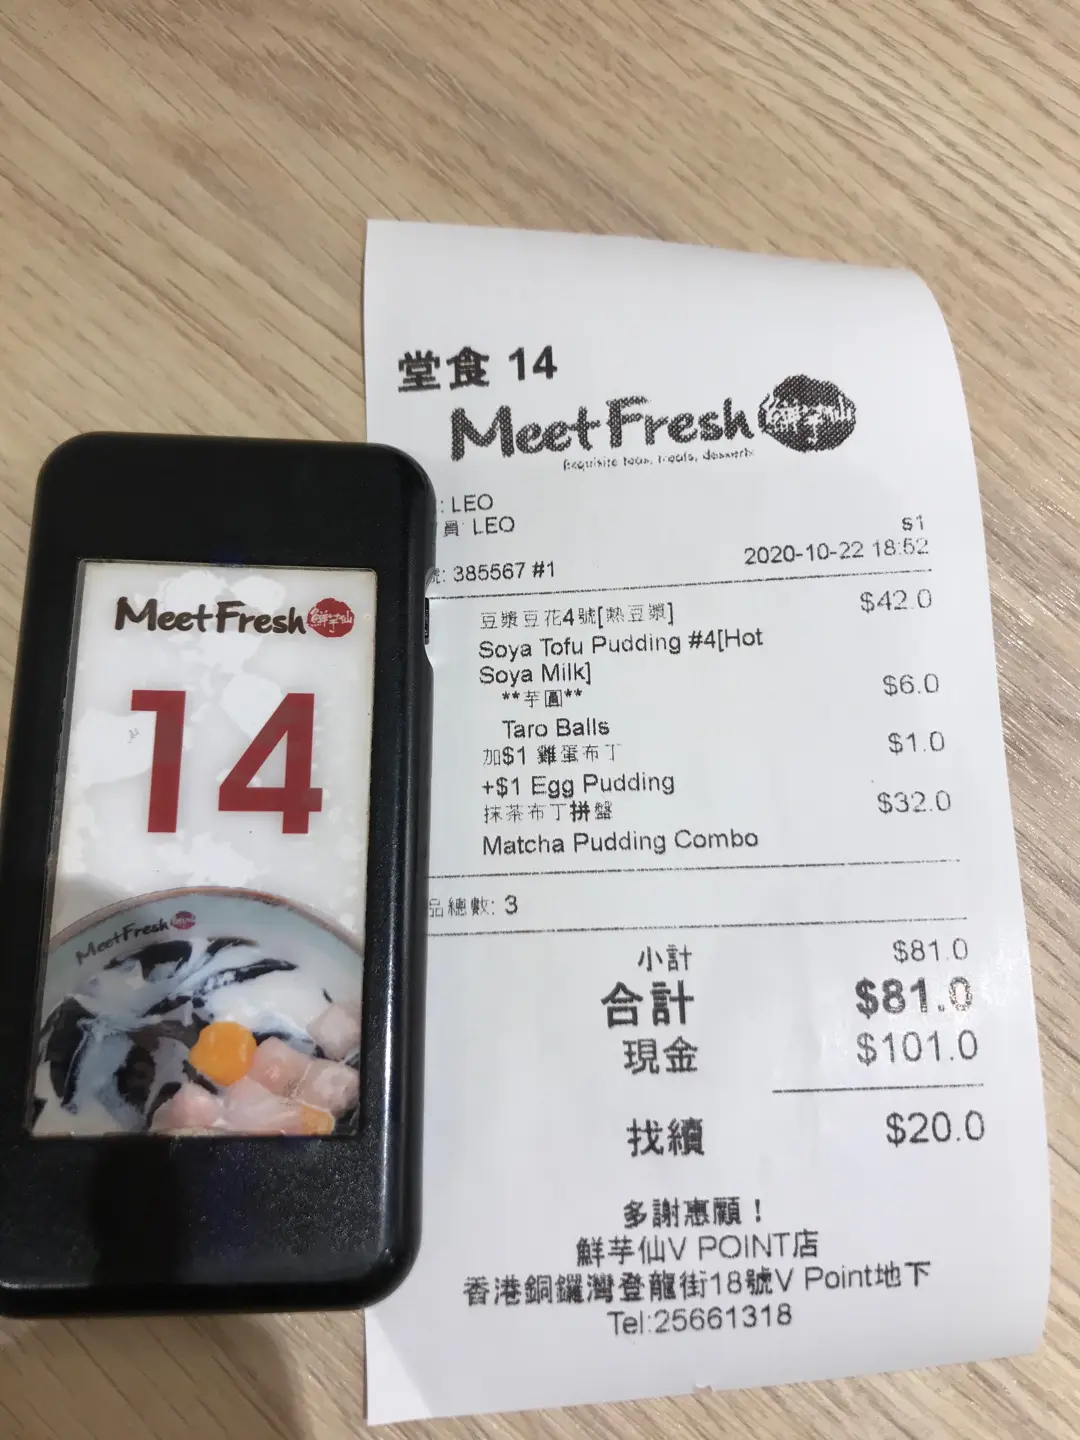 堂食 14
MeetFresh 鮮芋仙
Exquisite teas, treats, desserts
: LEO
員: LEO
s1
號: 385567 #1
2020-10-22 18:52
豆漿豆花4號[熱豆漿] $42.0
Soya Tofu Pudding #4[Hot
Soya Milk]
**芋圓** $6.0
Taro Balls
加$1 雞蛋布丁 $1.0
+$1 Egg Pudding
抹茶布丁拼盤 $32.0
Matcha Pudding Combo
品總數: 3
小計 $81.0
合計 $81.0
現金 $101.0
找續 $20.0
多謝惠顧！
鮮芋仙V POINT店
香港銅鑼灣登龍街18號V Point地下
Tel:25661318
MeetFresh 鮮芋仙
14
MeetFresh